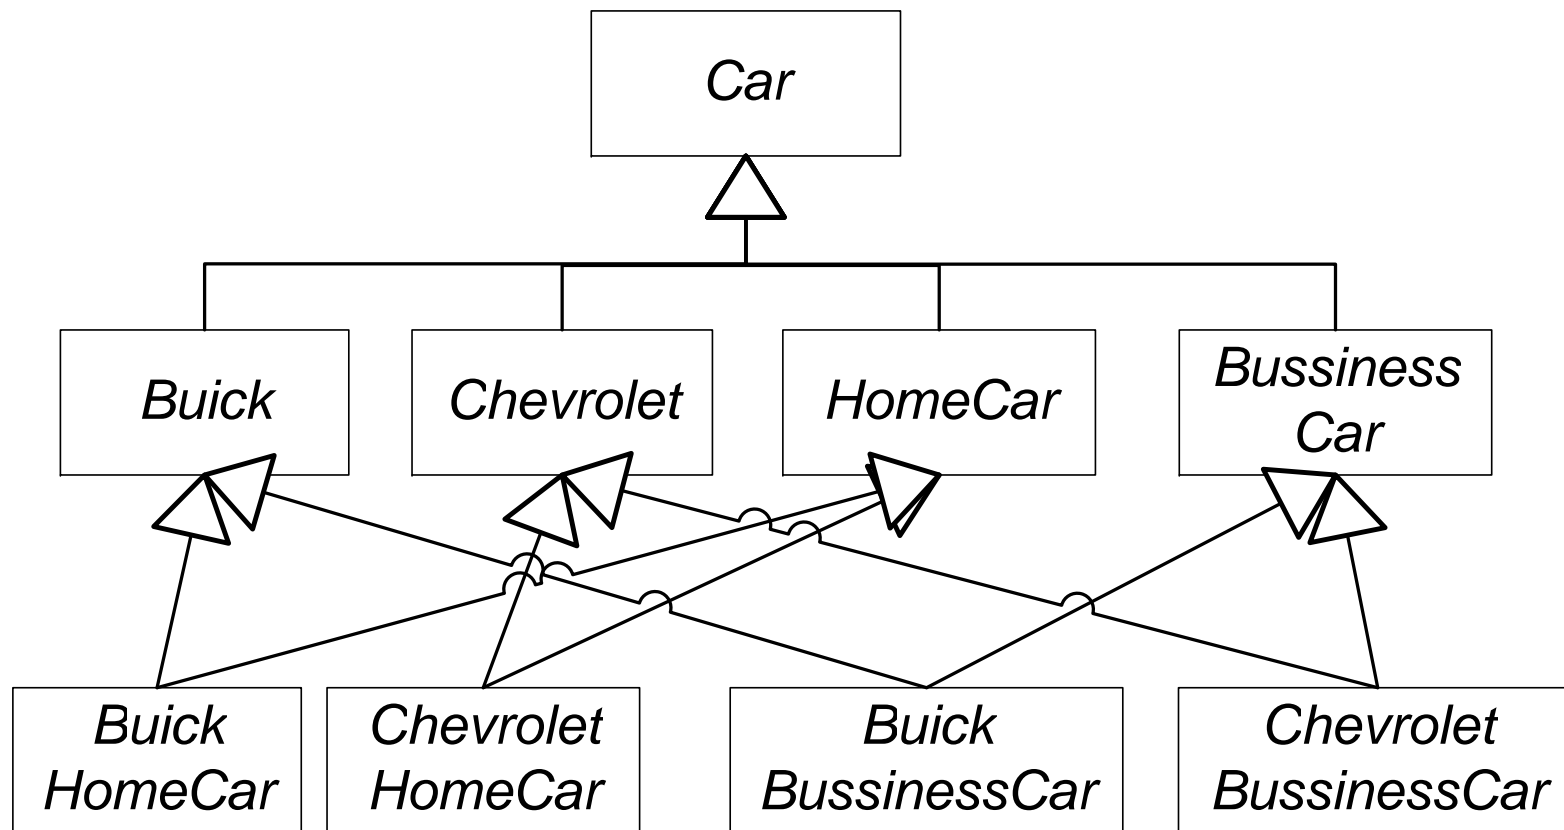 Car
Buick
Chevrolet
HomeCar
Bussiness
Car
Buick
HomeCar
Chevrolet
HomeCar
Buick
BussinessCar
Chevrolet
BussinessCar